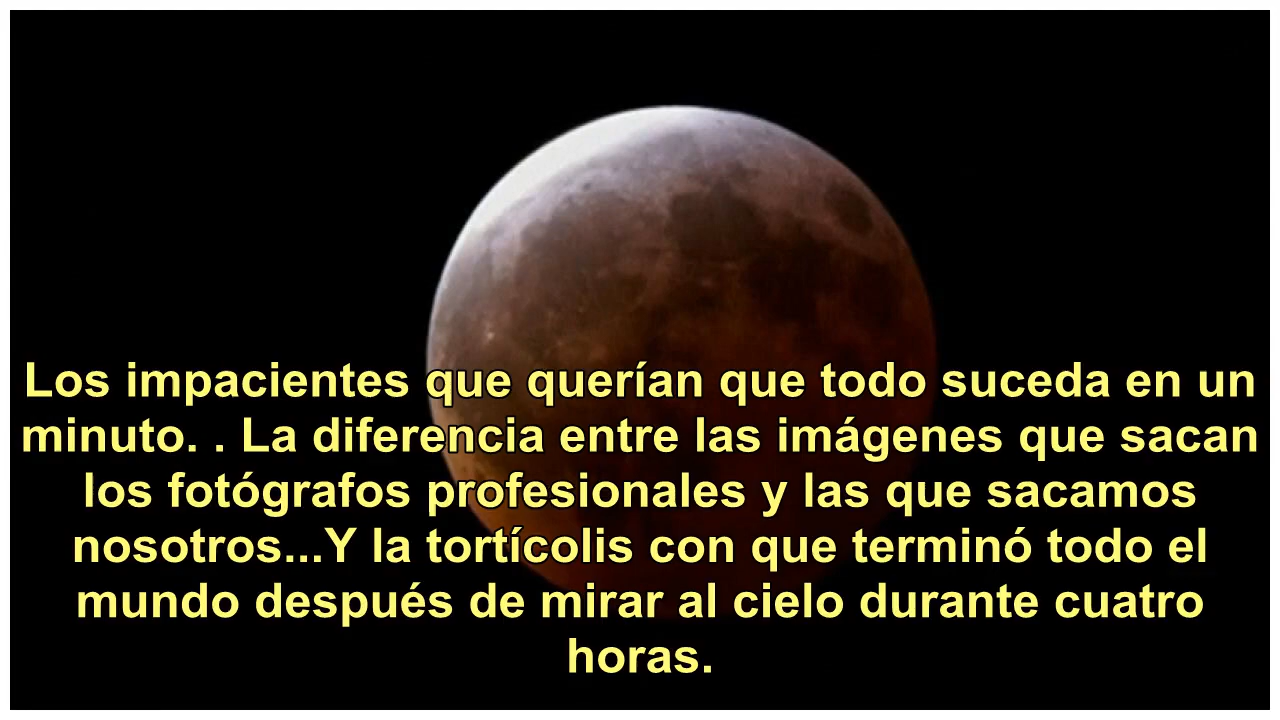 Los impacientes que querían que todo suceda en un
minuto. . La diferencia entre las imágenes que sacan
los fotógrafos profesionales y las que sacamos
nosotros...Y la tortícolis con que terminó todo el
mundo después de mirar al cielo durante cuatro
horas.